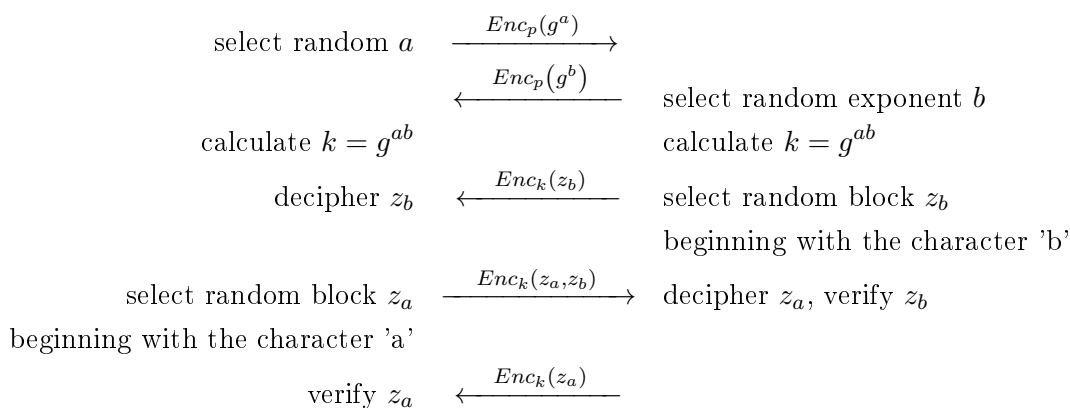 select random a Enc_p(g^a)
Enc_p(g^b) select random exponent b
calculate k = g^{ab} calculate k = g^{ab}
decipher z_b Enc_k(z_b) select random block z_b
beginning with the character 'b'
select random block z_a Enc_k(z_a,z_b) decipher z_a, verify z_b
beginning with the character 'a'
verify z_a Enc_k(z_a)